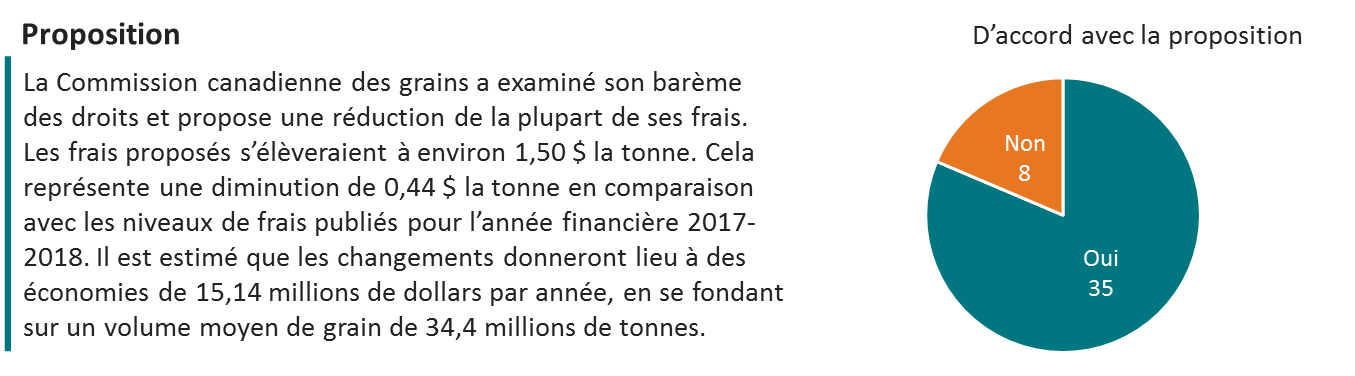 Proposition
La Commission canadienne des grains a examiné son barème
des droits et propose une réduction de la plupart de ses frais.
Les frais proposés s’élèveraient à environ 1,50 $ la tonne. Cela
représente une diminution de 0,44 $ la tonne en comparaison
avec les niveaux de frais publiés pour l’année financière 2017-
2018. Il est estimé que les changements donneront lieu à des
économies de 15,14 millions de dollars par année, en se fondant
sur un volume moyen de grain de 34,4 millions de tonnes.
D’accord avec la proposition
Non
8
Oui
35